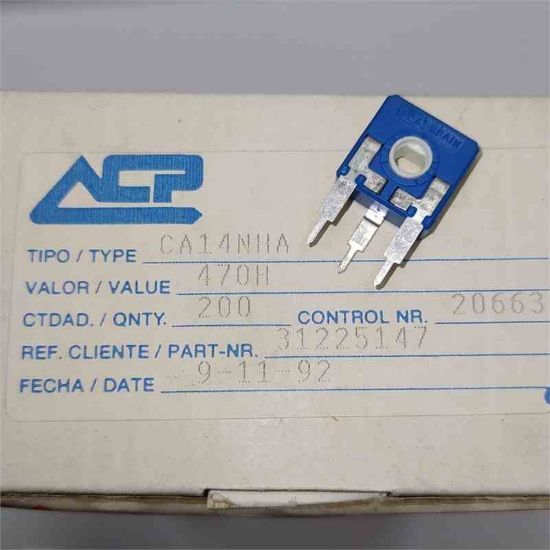 ACP
TIPO / TYPE CA14NHA
VALOR / VALUE 470H
CTDAD. / QNTY. 200 CONTROL NR. 20663
REF. CLIENTE / PART-NR. 31225147
FECHA / DATE 9-11-92